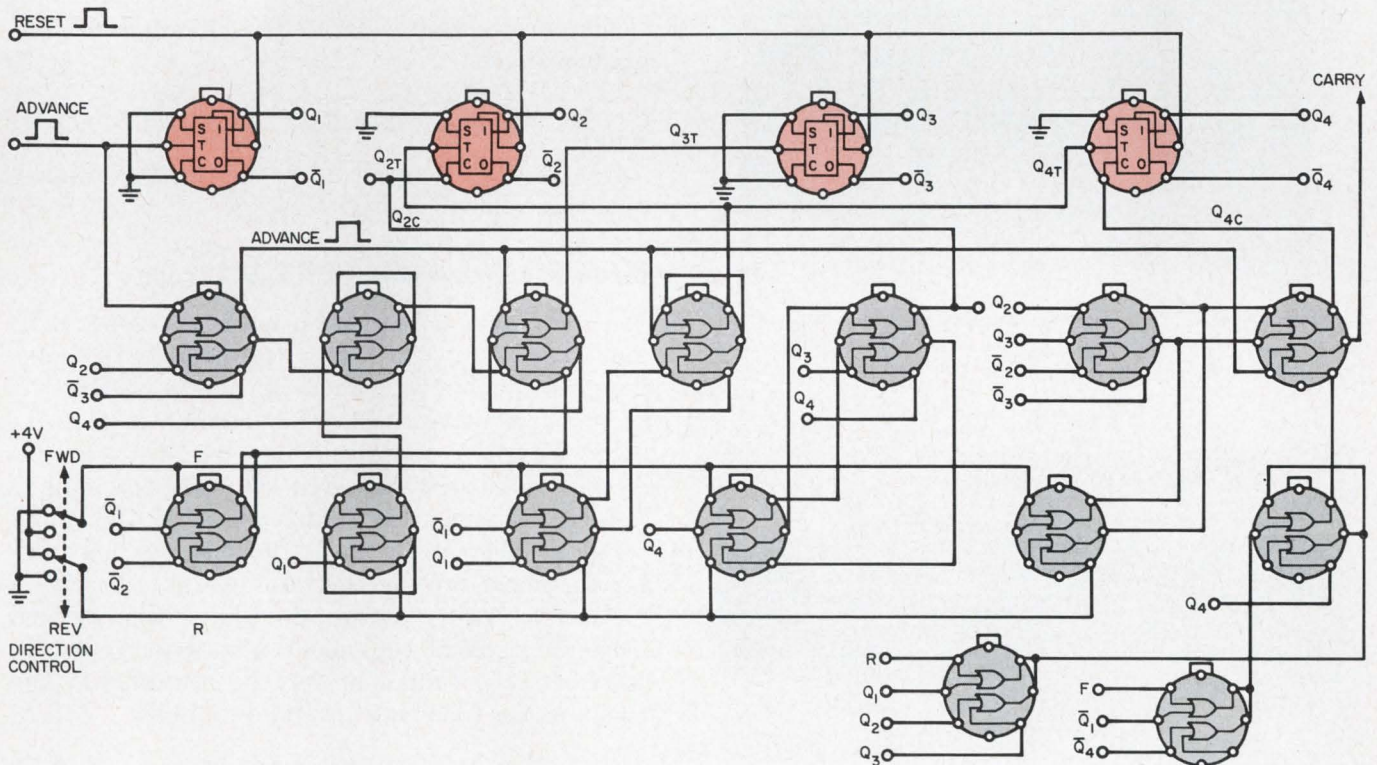 RESET
ADVANCE
CARRY
S I
T
C O
Q1
Q̄1
Q2T
S I
T
C O
Q2
Q̄2
Q2C
Q3T
S I
T
C O
Q3
Q̄3
Q4T
S I
T
C O
Q4
Q̄4
Q4C
ADVANCE
Q2
Q̄3
Q4
Q3
Q4
Q2
Q3
Q̄2
Q̄3
+4V
FWD
REV
DIRECTION
CONTROL
F
R
Q̄1
Q̄2
Q1
Q̄1
Q1
Q4
Q4
R
Q1
Q2
Q3
F
Q̄1
Q̄4